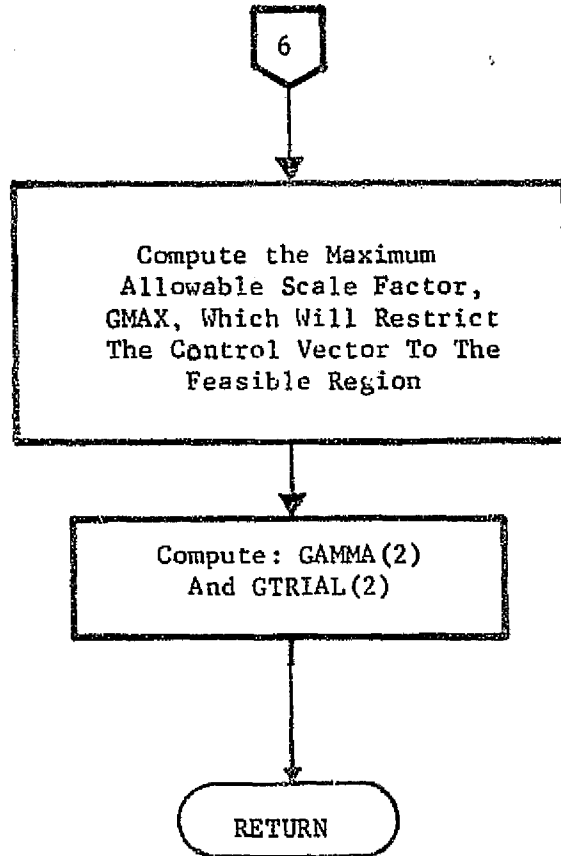 6
Compute the Maximum
Allowable Scale Factor,
GMAX, Which Will Restrict
The Control Vector To The
Feasible Region
Compute: GAMMA(2)
And GTRIAL(2)
RETURN